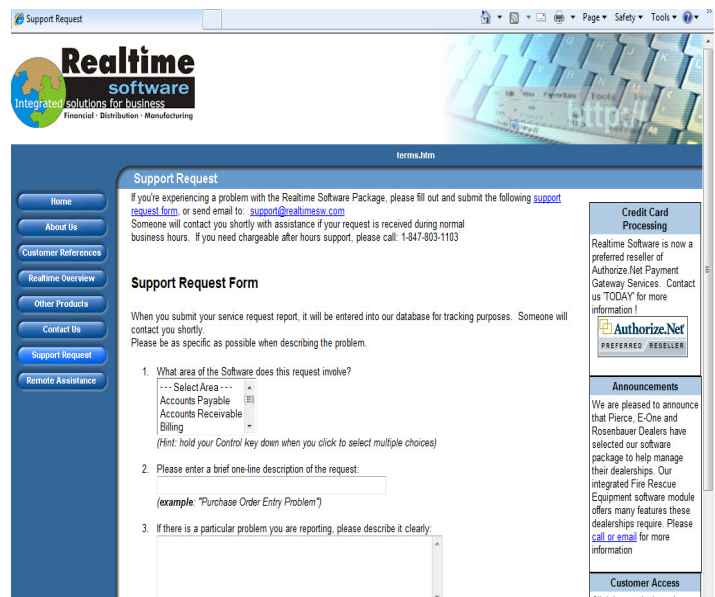 Support Request
Page Safety Tools
»
Realtime
software
Integrated solutions for business
Financial · Distribution · Manufacturing
Edit View Favorites Tools
http://
terms.htm
Support Request
Home
About Us
Customer References
Realtime Overview
Other Products
Contact Us
Support Request
Remote Assistance
If you're experiencing a problem with the Realtime Software Package, please fill out and submit the following support
request form, or send email to: support@realtimesw.com
Someone will contact you shortly with assistance if your request is received during normal
business hours. If you need chargeable after hours support, please call: 1-847-803-1103
Support Request Form
When you submit your service request report, it will be entered into our database for tracking purposes. Someone will
contact you shortly.
Please be as specific as possible when describing the problem.
1. What area of the Software does this request involve?
- - - Select Area - - -
Accounts Payable
Accounts Receivable
Billing
(Hint: hold your Control key down when you click to select multiple choices)
2. Please enter a brief one-line description of the request:
(example: "Purchase Order Entry Problem")
3. If there is a particular problem you are reporting, please describe it clearly:
Credit Card
Processing
Realtime Software is now a
preferred reseller of
Authorize.Net Payment
Gateway Services. Contact
us 'TODAY' for more
information !
Authorize.Net
PREFERRED RESELLER
Announcements
We are pleased to announce
that Pierce, E-One and
Rosenbauer Dealers have
selected our software
package to help manage
their dealerships. Our
integrated Fire Rescue
Equipment software module
offers many features these
dealerships require. Please
call or email for more
information
Customer Access